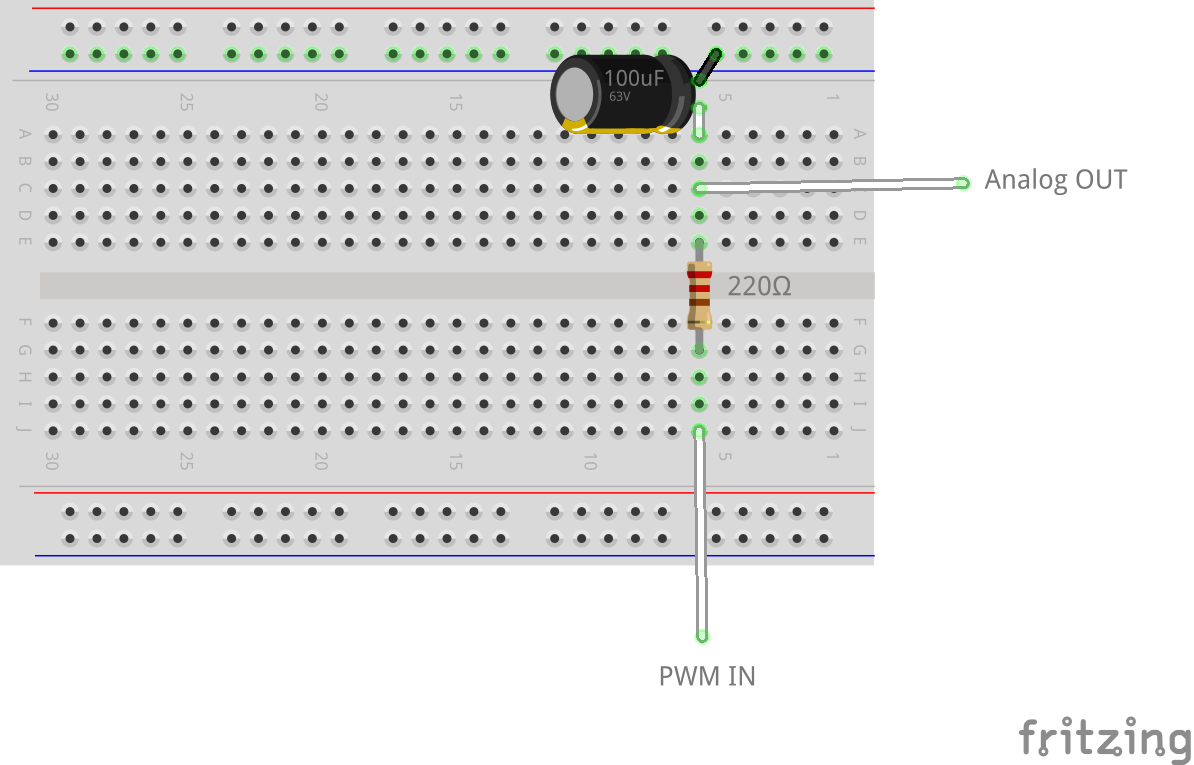 100uF
63V
30 25 20 15 5 1
A A
B B
Analog OUT
C
D D
E E
220Ω
F F
G G
H H
I I
J J
30 25 20 15 10 5 1
PWM IN
fritzing